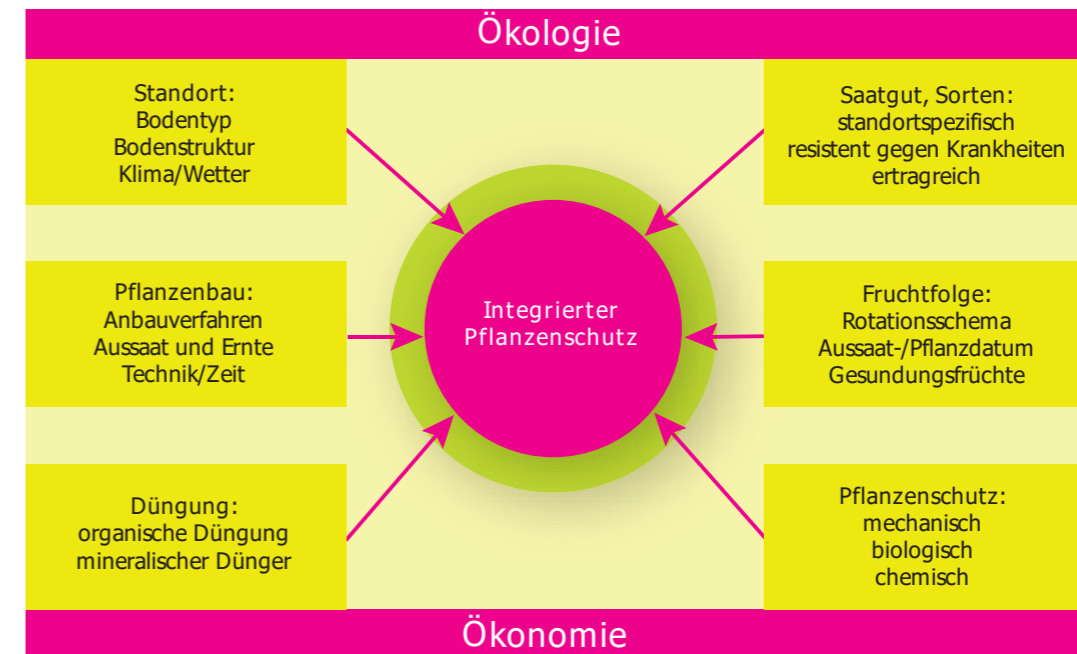 Ökologie
Standort:
Bodentyp
Bodenstruktur
Klima/Wetter
Saatgut, Sorten:
standortspezifisch
resistent gegen Krankheiten
ertragreich
Pflanzenbau:
Anbauverfahren
Aussaat und Ernte
Technik/Zeit
Integrierter
Pflanzenschutz
Fruchtfolge:
Rotationsschema
Aussaat-/Pflanzdatum
Gesundungsfrüchte
Düngung:
organische Düngung
mineralischer Dünger
Pflanzenschutz:
mechanisch
biologisch
chemisch
Ökonomie